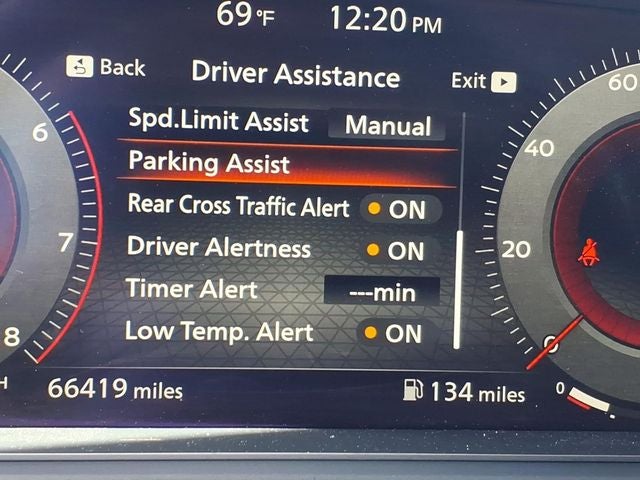 69°F 12:20 PM
Back Driver Assistance Exit
Spd.Limit Assist Manual
Parking Assist
Rear Cross Traffic Alert ON
Driver Alertness ON
Timer Alert ---min
Low Temp. Alert ON
66419 miles 134 miles
6
7
8
H
60
40
20
0
0